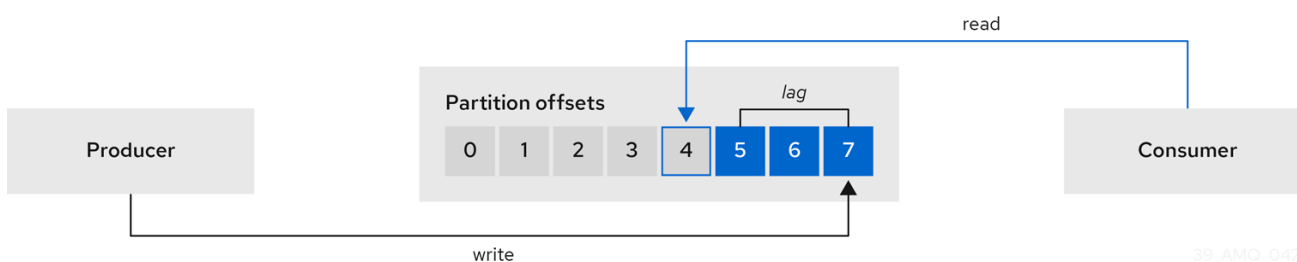 read
Partition offsets
lag
Producer
0 1 2 3 4 5 6 7
Consumer
write
39_AMQ_042